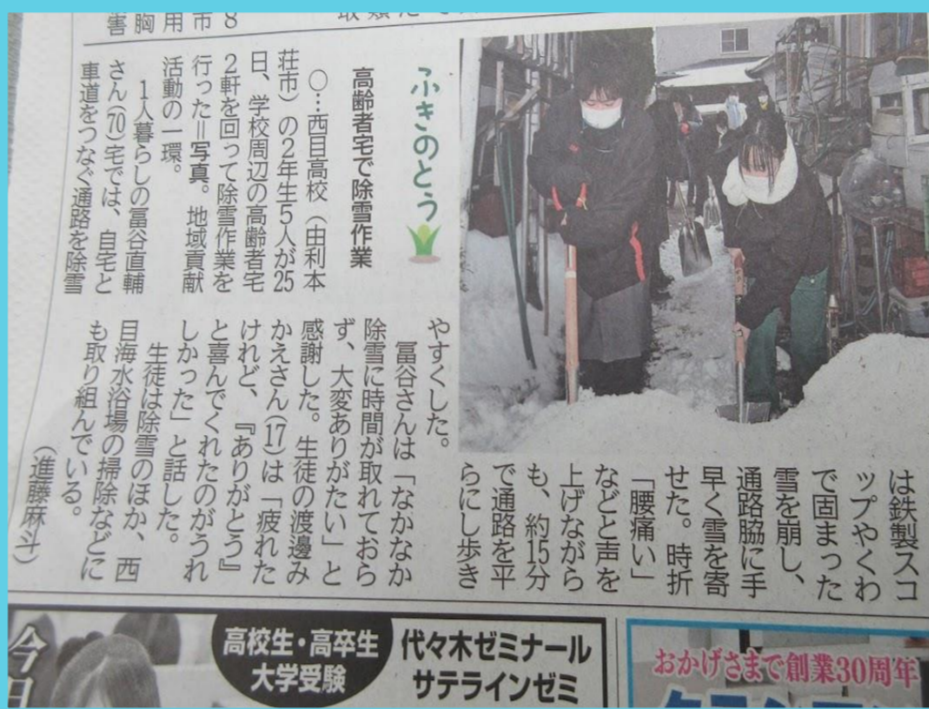 ふきのとう
高齢者宅で除雪作業
○…西目高校(由利本
荘市)の2年生5人が25
日、学校周辺の高齢者宅
2軒を回って除雪作業を
行った=写真。地域貢献
活動の一環。
1人暮らしの冨谷直輔
さん(70)宅では、自宅と
車道をつなぐ通路を除雪
は鉄製スコ
ップやくわ
で固まった
雪を崩し、
通路脇に手
早く雪を寄
せた。時折
「腰痛い」
などと声を
上げながら
も、約15分
で通路を平
らにし歩き
やすくした。
冨谷さんは「なかなか
除雪に時間が取れておら
ず、大変ありがたい」と
感謝した。生徒の渡邊み
かえさん(17)は「疲れた
けれど、『ありがとう』
と喜んでくれたのがうれ
しかった」と話した。
生徒は除雪のほか、西
目海水浴場の掃除などに
も取り組んでいる。
(進藤麻斗)
高校生・高卒生
大学受験
代々木ゼミナール
サテラインゼミ
おかげさまで創業30周年
今日